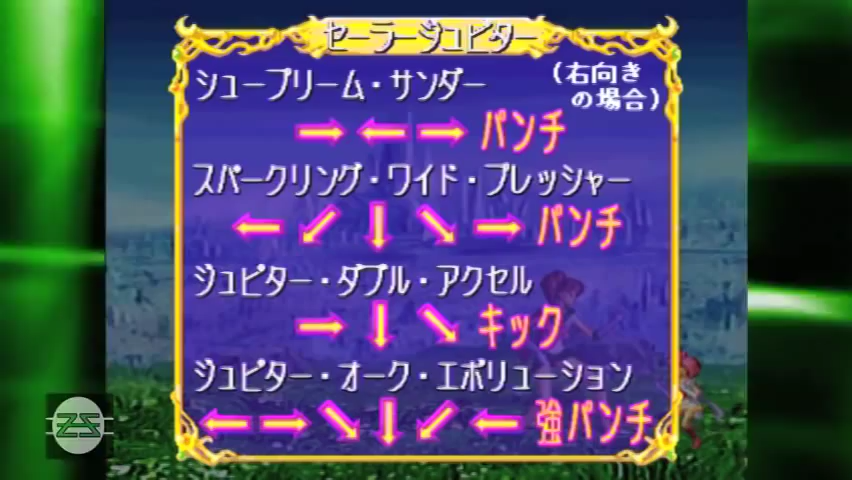 セーラージュピター
シュープリーム・サンダー
(右向き
の場合)
→←→パンチ
スパークリング・ワイド・プレッシャー
←↙↓↘→パンチ
ジュピター・ダブル・アクセル
→↓↘キック
ジュピター・オーク・エボリューション
←→↘↓↙←強パンチ
ZS